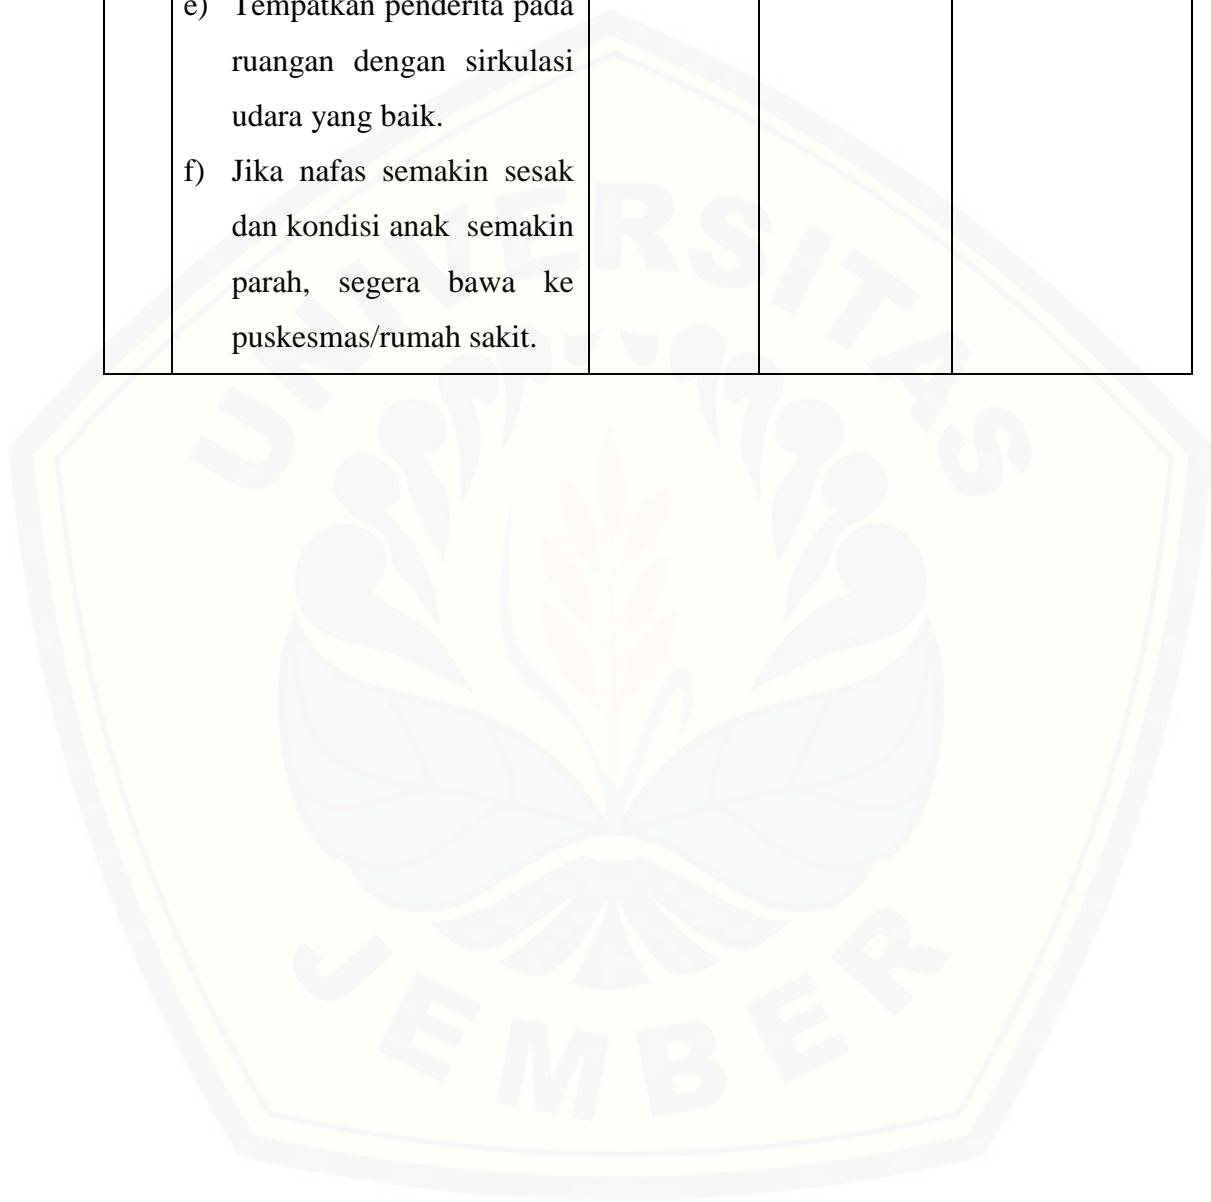 e) Tempatkan penderita pada
ruangan dengan sirkulasi
udara yang baik.
f) Jika nafas semakin sesak
dan kondisi anak semakin
parah, segera bawa ke
puskesmas/rumah sakit.
UNIVERSITAS
JEMBER